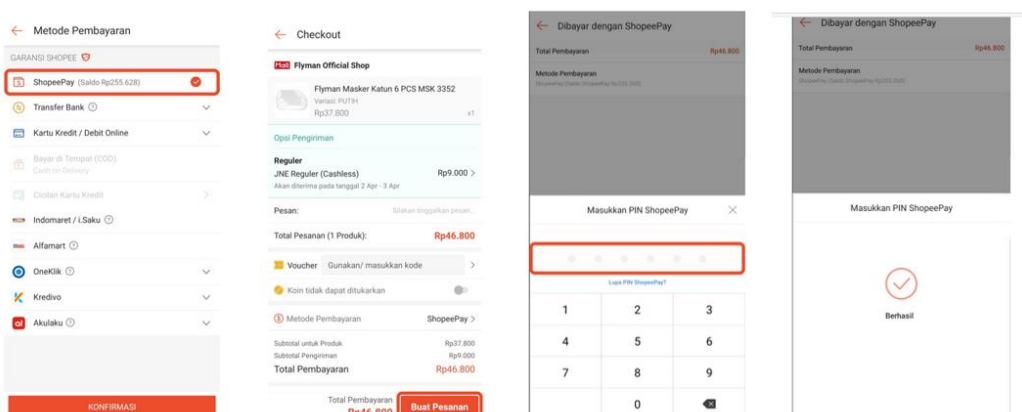 Metode Pembayaran
GARANSI SHOPEE
ShopeePay (Saldo Rp255.628)
Transfer Bank
Kartu Kredit / Debit Online
Bayar di Tempat (COD)
Cash on Delivery
Cicilan Kartu Kredit
Indomaret / i.Saku
Alfamart
OneKlik
Kredivo
Akulaku
KONFIRMASI
Checkout
Mall Flyman Official Shop
Flyman Masker Katun 6 PCS MSK 3352
Variasi: PUTIH
Rp37.800 x1
Opsi Pengiriman
Reguler
JNE Reguler (Cashless) Rp9.000
Akan diterima pada tanggal 2 Apr - 3 Apr
Pesan: Silakan tinggalkan pesan...
Total Pesanan (1 Produk): Rp46.800
Voucher Gunakan/ masukkan kode
Koin tidak dapat ditukarkan
Metode Pembayaran ShopeePay
Subtotal untuk Produk Rp37.800
Subtotal Pengiriman Rp9.000
Total Pembayaran Rp46.800
Total Pembayaran
Rp46.800 Buat Pesanan
Dibayar dengan ShopeePay
Total Pembayaran Rp46.800
Metode Pembayaran
Masukkan PIN ShopeePay
Lupa PIN ShopeePay?
1 2 3
4 5 6
7 8 9
0
Dibayar dengan ShopeePay
Total Pembayaran Rp46.800
Metode Pembayaran
Masukkan PIN ShopeePay
Berhasil